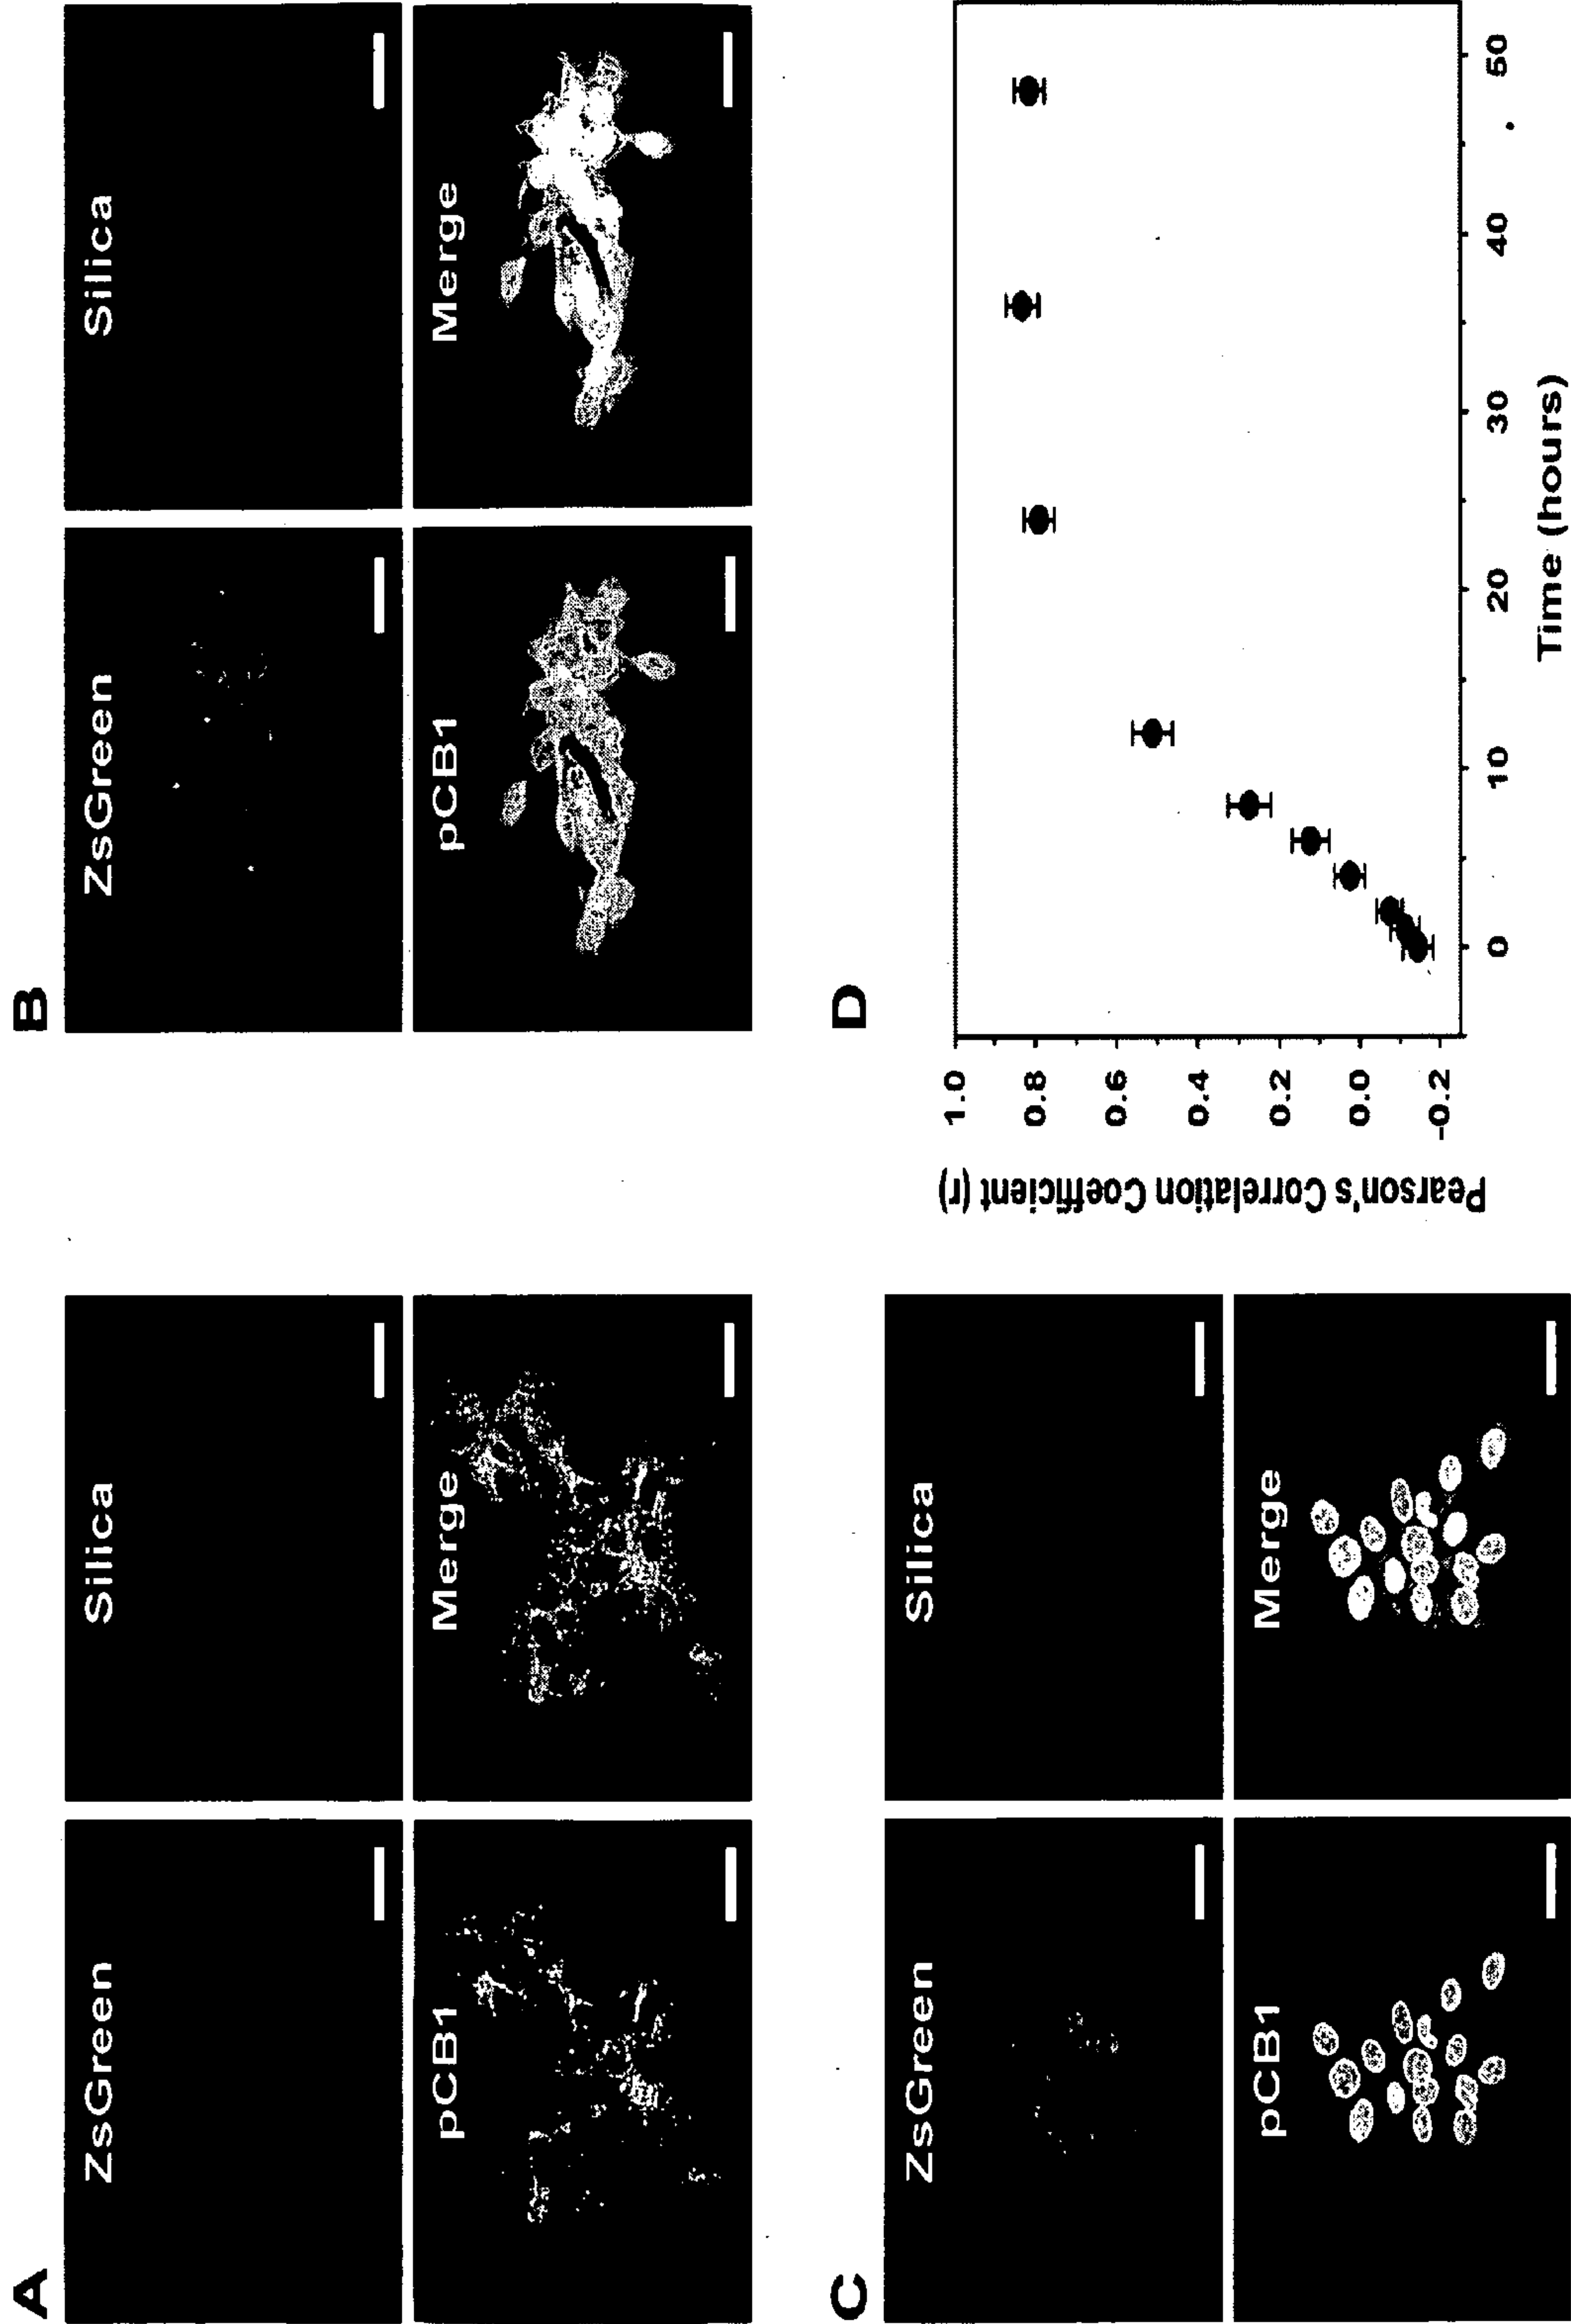 A
ZsGreen
Silica
pCB1
Merge
B
ZsGreen
Silica
pCB1
Merge
C
ZsGreen
Silica
pCB1
Merge
D
Pearson's Correlation Coefficient (r)
1.0
0.8
0.6
0.4
0.2
0.0
-0.2
0 10 20 30 40 50
Time (hours)